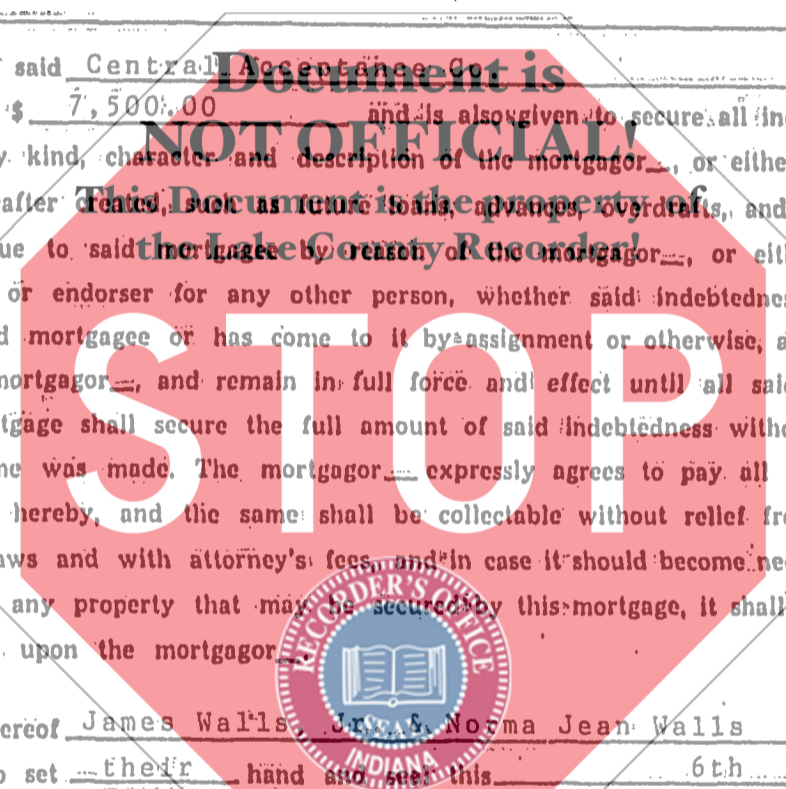 said Central Acceptance Co.
Document is
$ 7,500.00 and is also given to secure all in
NOT OFFICIAL!
kind, character and description of the mortgagor__, or eithe
after created, such as future loans, advances, overdrafts, and
This Document is the property of
ue to said mortgagee by reason of the mortgagor__, or eit
the Lake County Recorder!
or endorser for any other person, whether said indebtednes
d mortgagee or has come to it by assignment or otherwise, a
mortgagor__, and remain in full force and effect until all said
STOP
tgage shall secure the full amount of said indebtedness witho
ne was made. The mortgagor__ expressly agrees to pay all
hereby, and the same shall be collectable without relief fr
aws and with attorney's fees, and in case it should become ne
any property that may be secured by this mortgage, it shall
upon the mortgagor__.
RECORDER'S OFFICE
SEAL
INDIANA
ereof James Walls, Jr. & Norma Jean Walls
o set their hand and seal this 6th